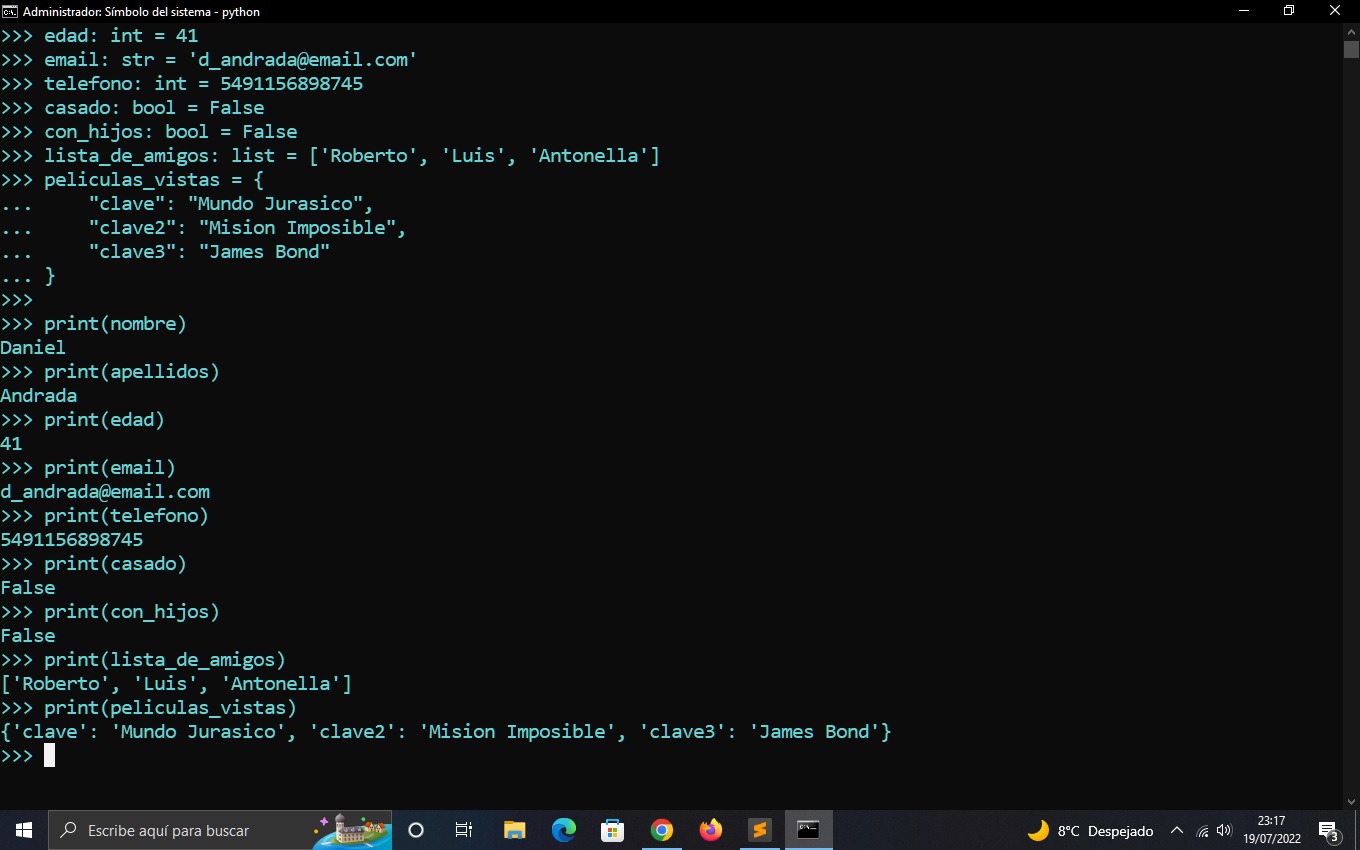 Administrador: Símbolo del sistema - python
>>> edad: int = 41
>>> email: str = 'd_andrada@email.com'
>>> telefono: int = 5491156898745
>>> casado: bool = False
>>> con_hijos: bool = False
>>> lista_de_amigos: list = ['Roberto', 'Luis', 'Antonella']
>>> peliculas_vistas = {
...     "clave": "Mundo Jurasico",
...     "clave2": "Mision Imposible",
...     "clave3": "James Bond"
... }
>>>
>>> print(nombre)
Daniel
>>> print(apellidos)
Andrada
>>> print(edad)
41
>>> print(email)
d_andrada@email.com
>>> print(telefono)
5491156898745
>>> print(casado)
False
>>> print(con_hijos)
False
>>> print(lista_de_amigos)
['Roberto', 'Luis', 'Antonella']
>>> print(peliculas_vistas)
{'clave': 'Mundo Jurasico', 'clave2': 'Mision Imposible', 'clave3': 'James Bond'}
>>>
Escribe aquí para buscar
8°C Despejado
23:17
19/07/2022
3